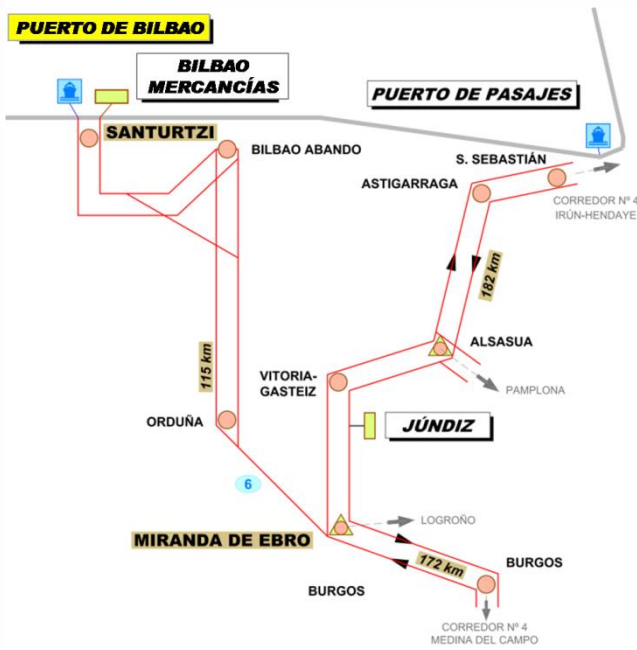 PUERTO DE BILBAO
BILBAO
MERCANCÍAS
PUERTO DE PASAJES
SANTURTZI
BILBAO ABANDO
S. SEBASTIÁN
ASTIGARRAGA
CORREDOR Nº 4
IRÚN-HENDAYE
182 km
ALSASUA
115 km
VITORIA-
GASTEIZ
PAMPLONA
ORDUÑA
JÚNDIZ
6
LOGROÑO
MIRANDA DE EBRO
172 km
BURGOS
BURGOS
CORREDOR Nº 4
MEDINA DEL CAMPO